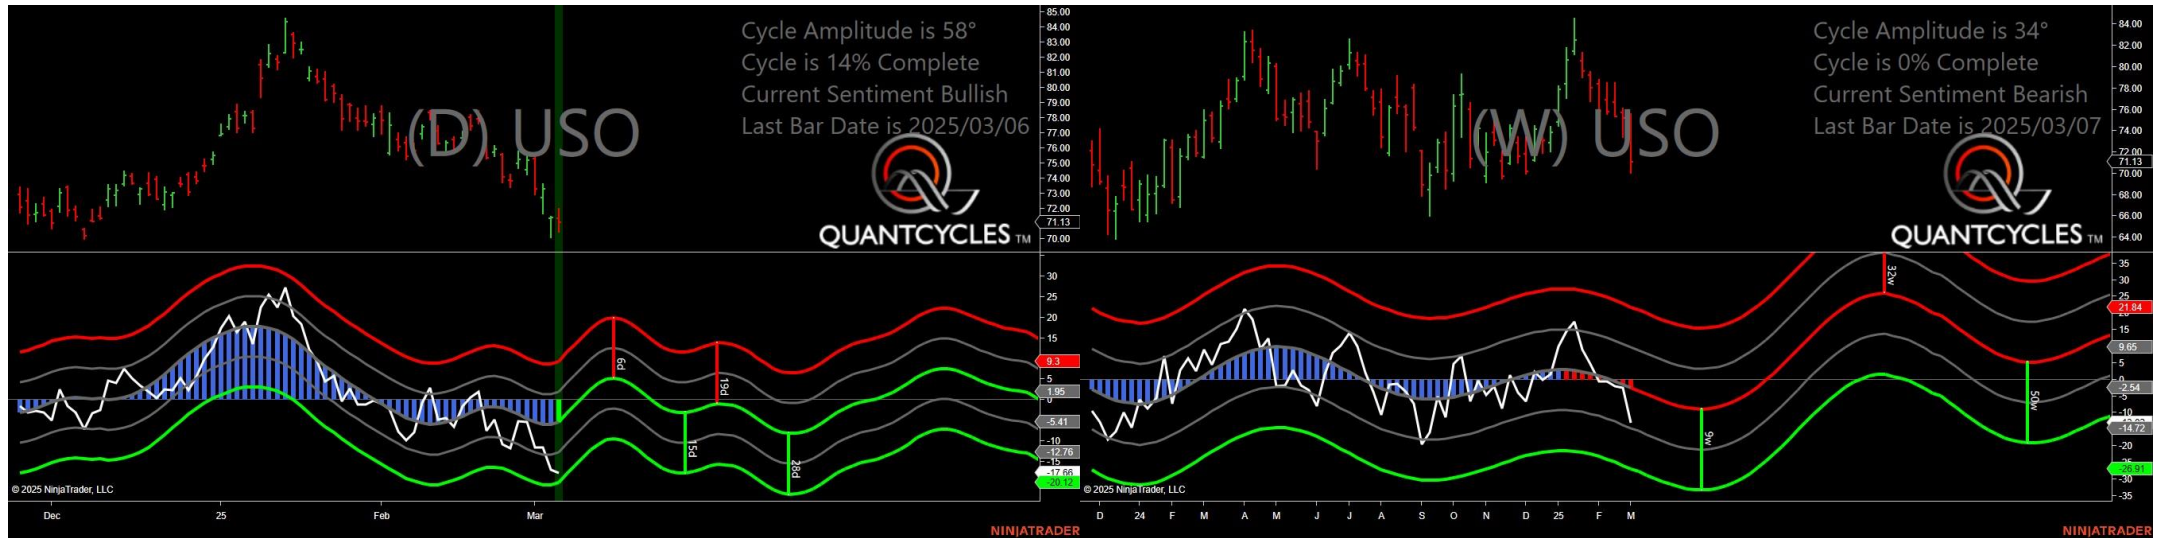 Cycle Amplitude is 58°
Cycle is 14% Complete
Current Sentiment Bullish
Last Bar Date is 2025/03/06
(D) USO
QUANTCYCLES TM
85.00
84.00
83.00
82.00
81.00
80.00
79.00
78.00
77.00
76.00
75.00
74.00
73.00
72.00
71.13
70.00
30
25
20
15
9.3
5
1.95
0
-5.41
-10
-12.76
-15
-17.66
-20.12
6d
15d
19d
28d
© 2025 NinjaTrader, LLC
Dec 25 Feb Mar
NINJATRADER
Cycle Amplitude is 34°
Cycle is 0% Complete
Current Sentiment Bearish
Last Bar Date is 2025/03/07
(W) USO
QUANTCYCLES TM
84.00
82.00
80.00
78.00
76.00
74.00
72.00
71.13
70.00
68.00
66.00
64.00
35
30
25
21.84
15
9.65
5
0
-2.54
-5
-10
-14.72
-20
-26.91
-30
-35
9w
32w
50w
© 2025 NinjaTrader, LLC
D 24 F M A M J J A S O N D 25 F M
NINJATRADER